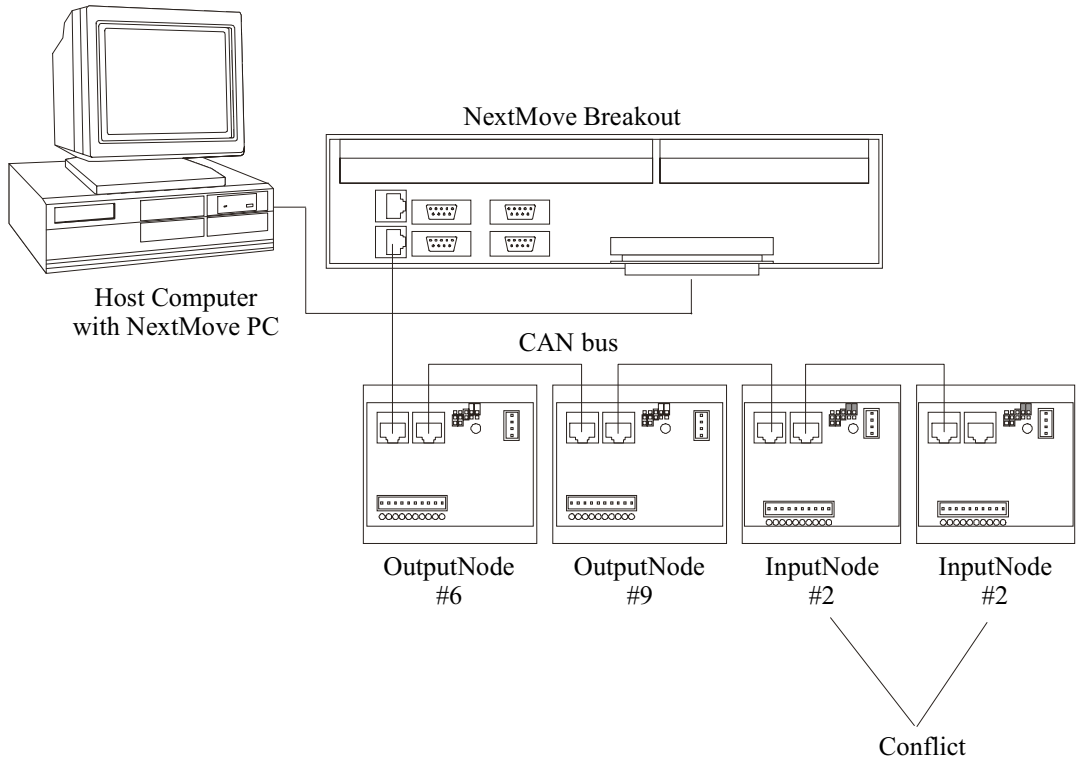 NextMove Breakout
Host Computer
with NextMove PC
CAN bus
OutputNode
#6
OutputNode
#9
InputNode
#2
InputNode
#2
Conflict